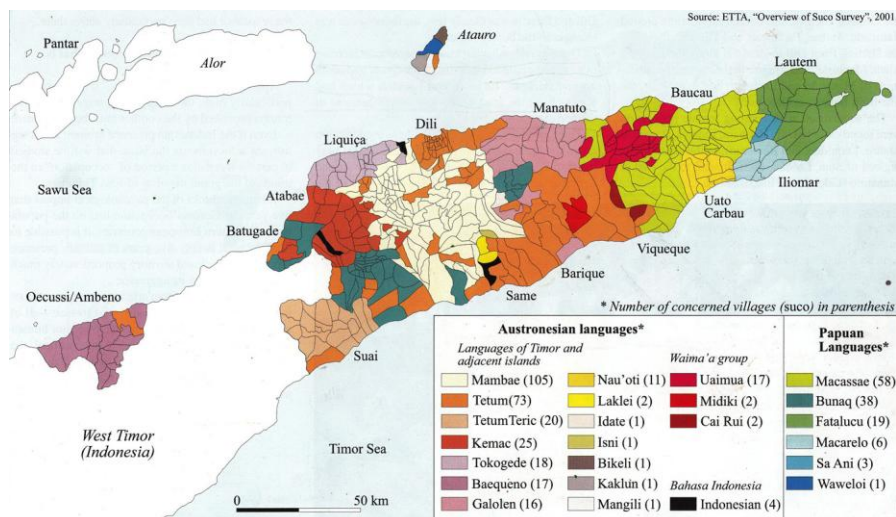 Source: ETTA, "Overview of Suco Survey", 2001
Pantar
Alor
Atauro
Lautem
Baucau
Manatuto
Dili
Liquiça
Sawu Sea
Atabae
Iliomar
Batugade
Uato
Carbau
Viqueque
Barique
Oecussi/Ambeno
Same
* Number of concerned villages (suco) in parenthesis
Suai
West Timor
(Indonesia)
Timor Sea
0
50 km
Austronesian languages*
Languages of Timor and
adjacent islands
Mambae (105)
Tetum(73)
TetumTeric (20)
Kemac (25)
Tokogede (18)
Baequeno (17)
Galolen (16)
Nau'oti (11)
Laklei (2)
Idate (1)
Isni (1)
Bikeli (1)
Kaklun (1)
Mangili (1)
Waima'a group
Uaimua (17)
Midiki (2)
Cai Rui (2)
Bahasa Indonesia
Indonesian (4)
Papuan
Languages*
Macassae (58)
Bunaq (38)
Fatalucu (19)
Macarelo (6)
Sa Ani (3)
Waweloi (1)